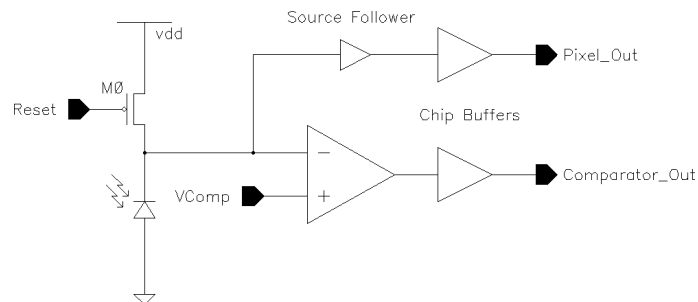 Source Follower
vdd
MØ
Reset
Pixel_Out
Chip Buffers
−
VComp
+
Comparator_Out